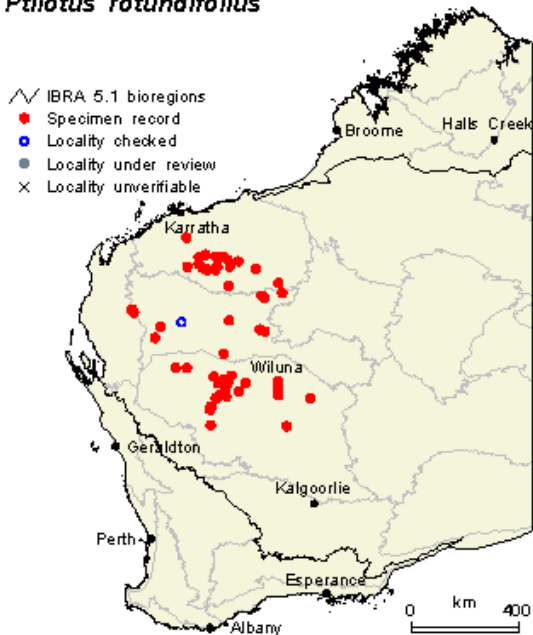 Ptilotus rotundifolius
IBRA 5.1 bioregions
Specimen record
Locality checked
Locality under review
Locality unverifiable
Broome
Halls Creek
Karratha
Wiluna
Geraldton
Kalgoorlie
Perth
Esperance
Albany
km
0 400